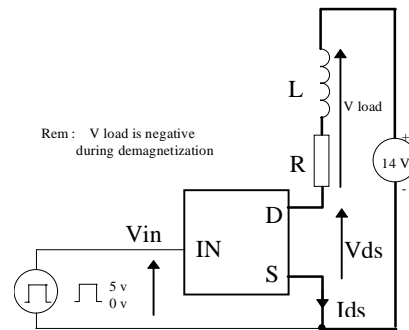 L
V load
Rem : V load is negative
during demagnetization
R
+
14 V
-
D
Vin
IN
Vds
S
5 v
0 v
Ids